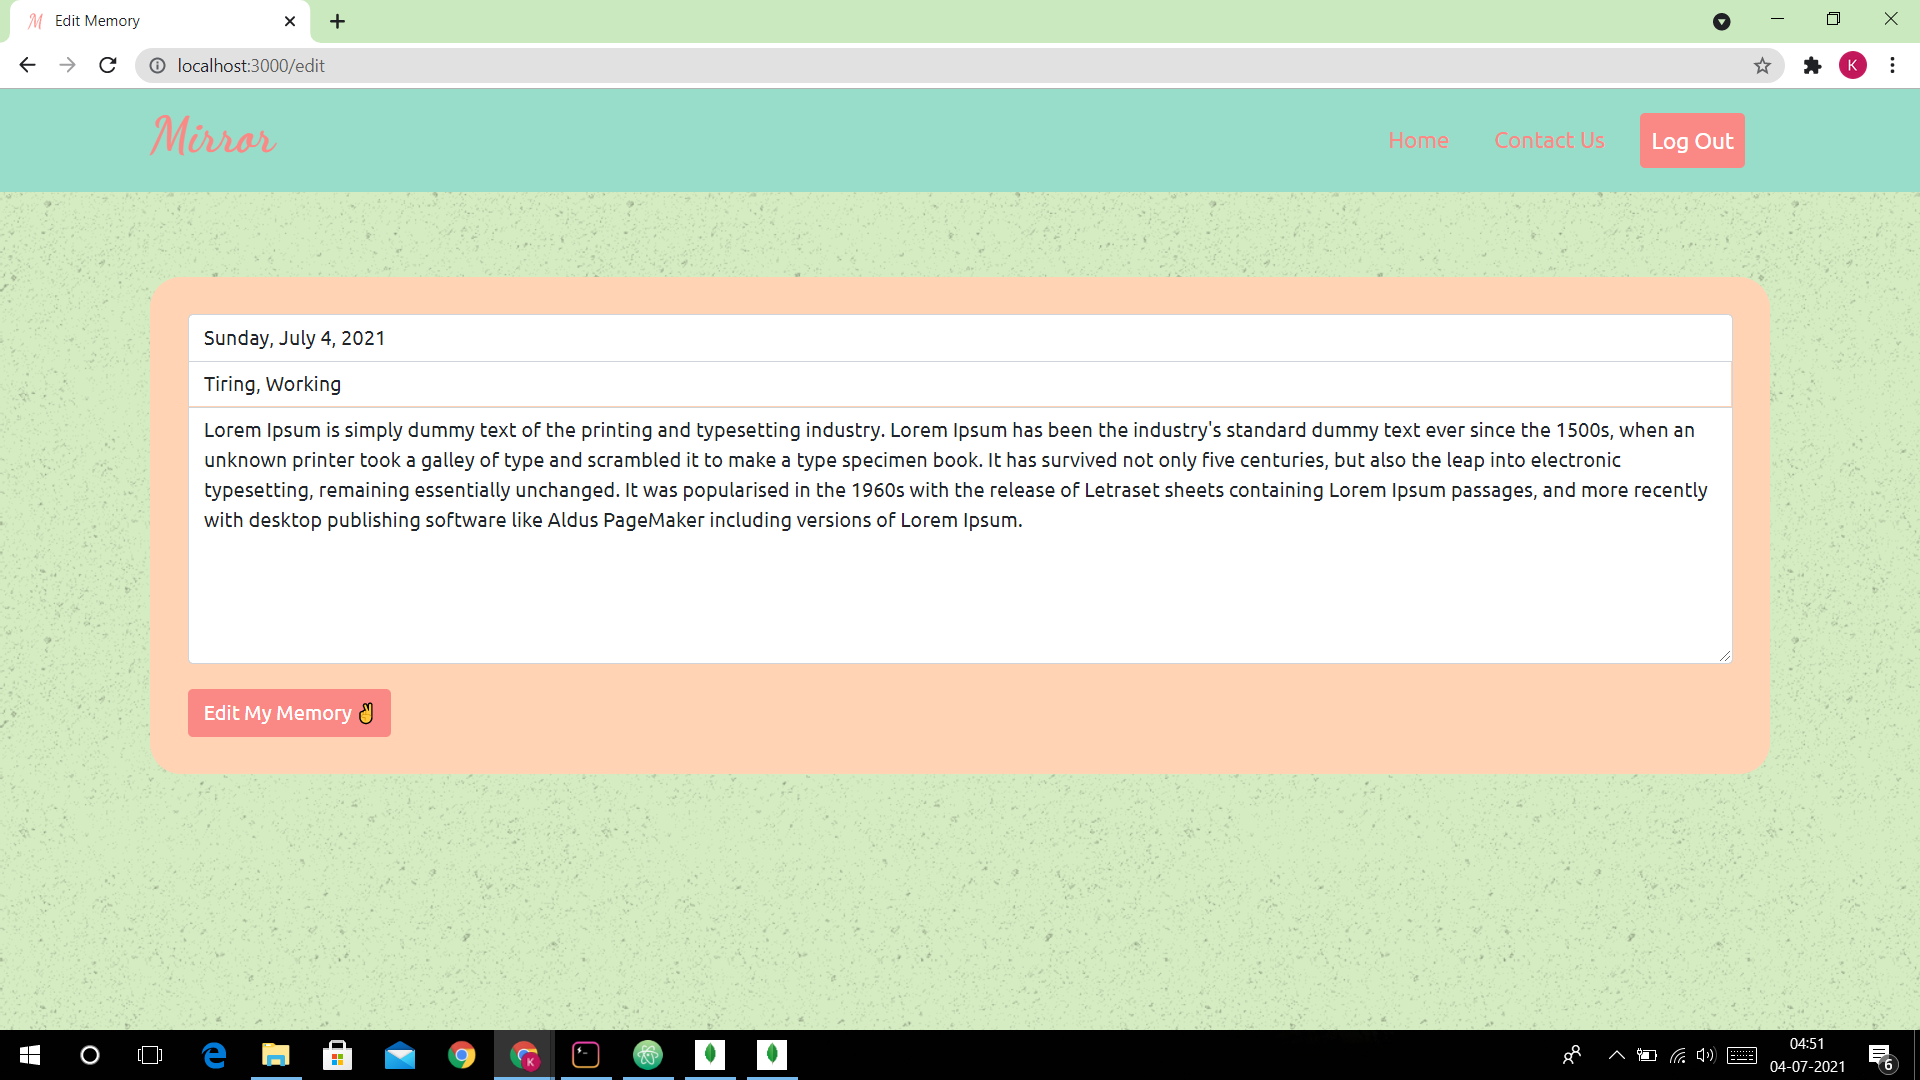 M Edit Memory
localhost:3000/edit
K
Mirror
Home
Contact Us
Log Out
Sunday, July 4, 2021
Tiring, Working
Lorem Ipsum is simply dummy text of the printing and typesetting industry. Lorem Ipsum has been the industry's standard dummy text ever since the 1500s, when an
unknown printer took a galley of type and scrambled it to make a type specimen book. It has survived not only five centuries, but also the leap into electronic
typesetting, remaining essentially unchanged. It was popularised in the 1960s with the release of Letraset sheets containing Lorem Ipsum passages, and more recently
with desktop publishing software like Aldus PageMaker including versions of Lorem Ipsum.
Edit My Memory ✌
K
04:51
04-07-2021
6